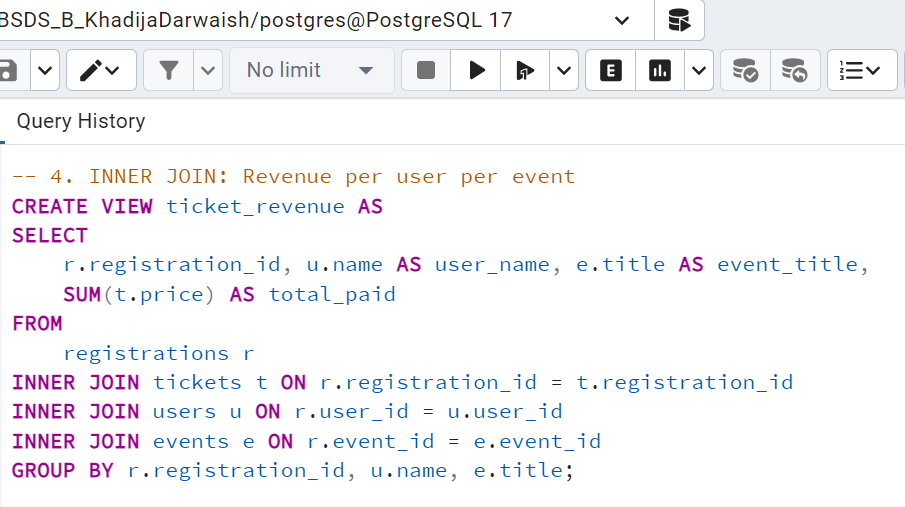 BSDS_B_KhadijaDarwaish/postgres@PostgreSQL 17
No limit
E
Query History
-- 4. INNER JOIN: Revenue per user per event
CREATE VIEW ticket_revenue AS
SELECT
    r.registration_id, u.name AS user_name, e.title AS event_title,
    SUM(t.price) AS total_paid
FROM
    registrations r
INNER JOIN tickets t ON r.registration_id = t.registration_id
INNER JOIN users u ON r.user_id = u.user_id
INNER JOIN events e ON r.event_id = e.event_id
GROUP BY r.registration_id, u.name, e.title;